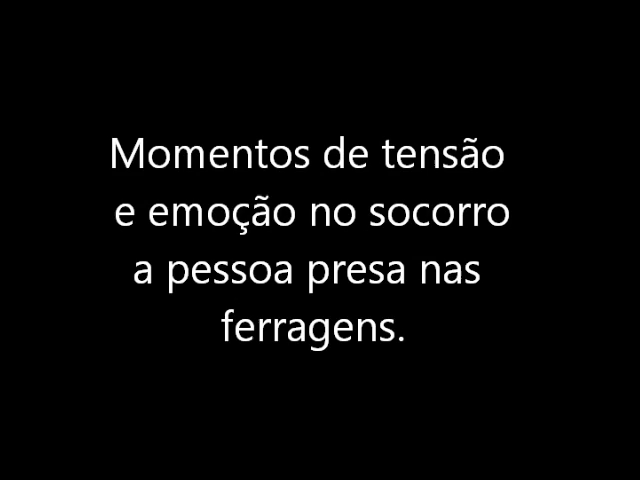 Momentos de tensão
e emoção no socorro
a pessoa presa nas
ferragens.